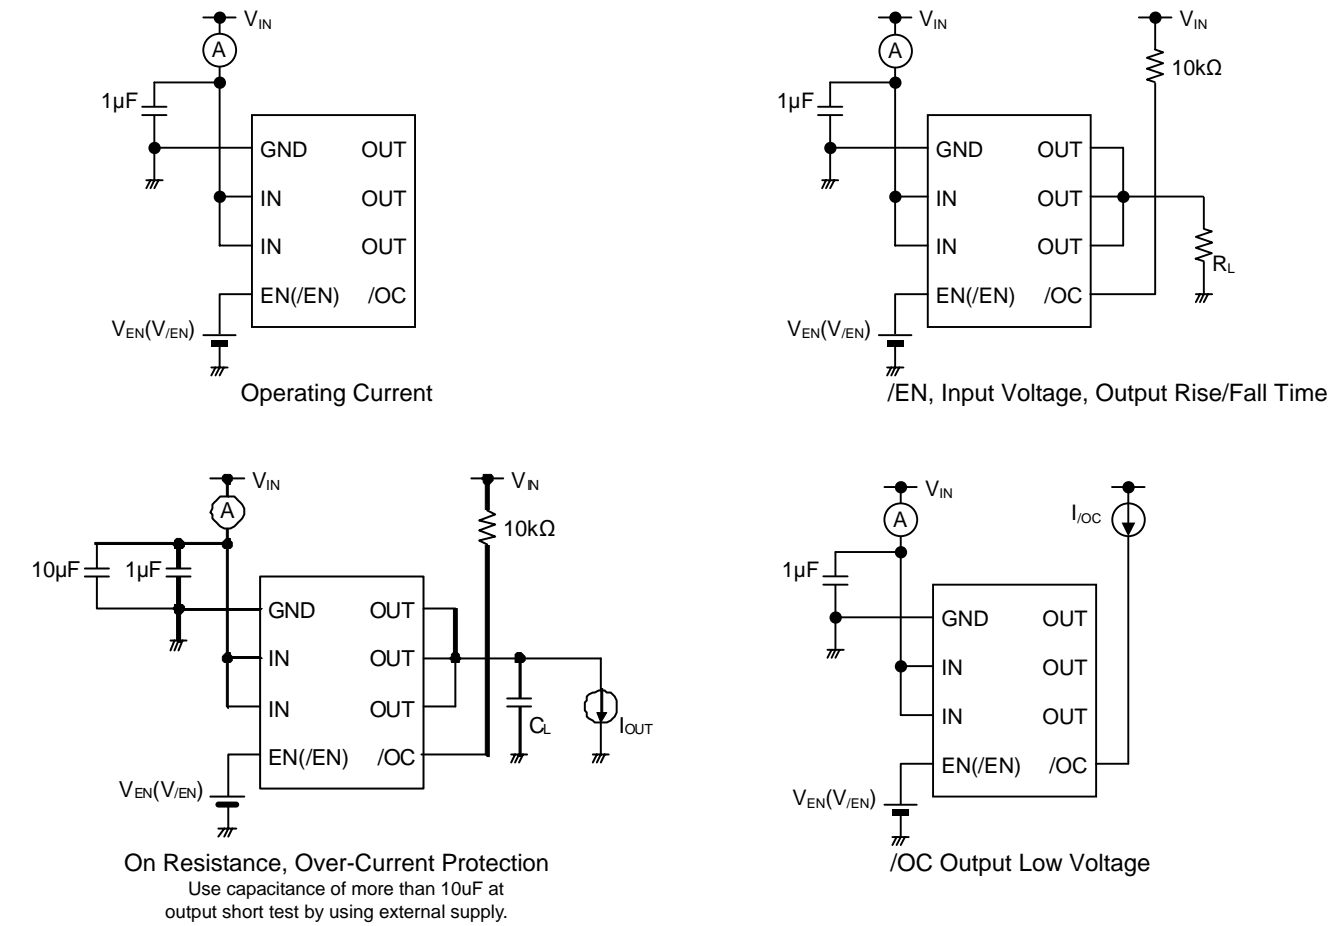 VIN
A
1µF
GND OUT
IN OUT
IN OUT
EN(/EN) /OC
VEN(V/EN)
Operating Current
VIN
VIN
A
10kΩ
1µF
GND OUT
IN OUT
IN OUT
RL
EN(/EN) /OC
VEN(V/EN)
/EN, Input Voltage, Output Rise/Fall Time
VIN
VIN
A
10kΩ
10µF 1µF
GND OUT
IN OUT
IN OUT
CL
IOUT
EN(/EN) /OC
VEN(V/EN)
On Resistance, Over-Current Protection
Use capacitance of more than 10uF at
output short test by using external supply.
VIN
A
I/OC
1µF
GND OUT
IN OUT
IN OUT
EN(/EN) /OC
VEN(V/EN)
/OC Output Low Voltage